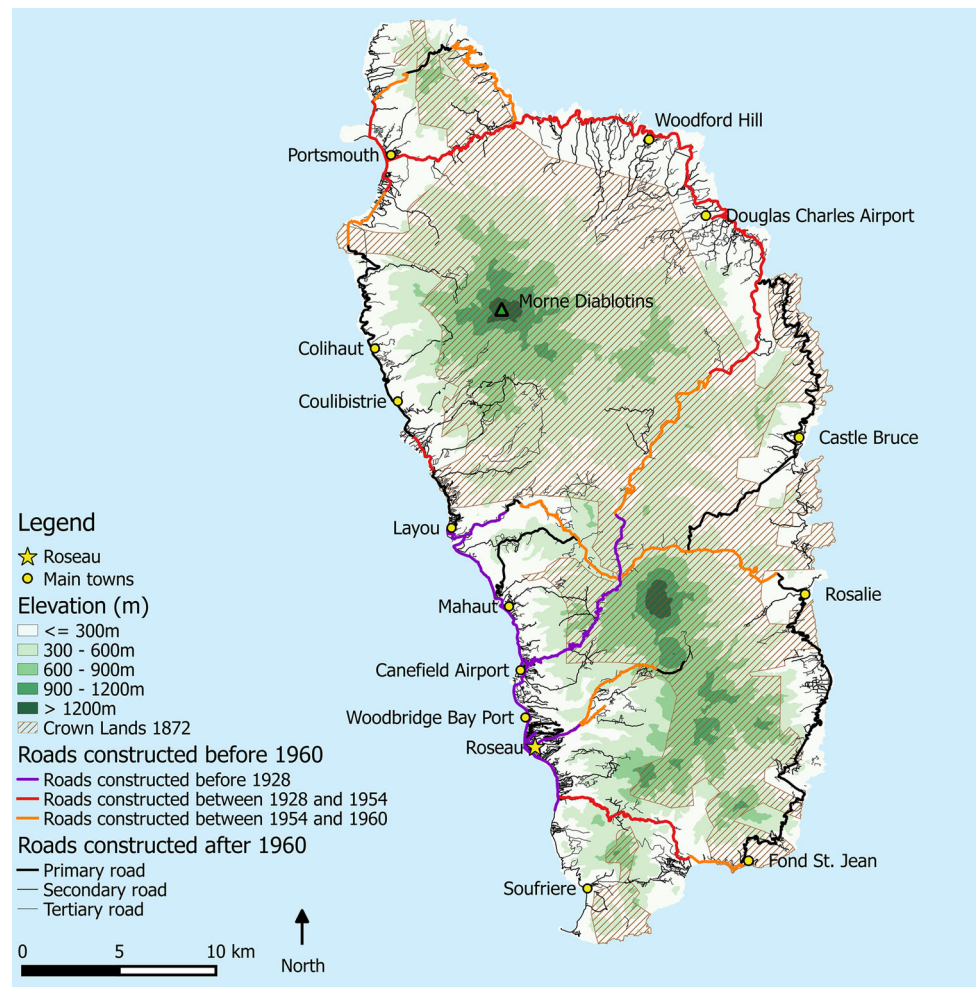 Woodford Hill
Portsmouth
Douglas Charles Airport
Morne Diablotins
Colihaut
Coulibistrie
Castle Bruce
Layou
Mahaut
Rosalie
Canefield Airport
Woodbridge Bay Port
Roseau
Fond St. Jean
Soufriere
Legend
Roseau
Main towns
Elevation (m)
<= 300m
300 - 600m
600 - 900m
900 - 1200m
> 1200m
Crown Lands 1872
Roads constructed before 1960
Roads constructed before 1928
Roads constructed between 1928 and 1954
Roads constructed between 1954 and 1960
Roads constructed after 1960
Primary road
Secondary road
Tertiary road
0 5 10 km
North